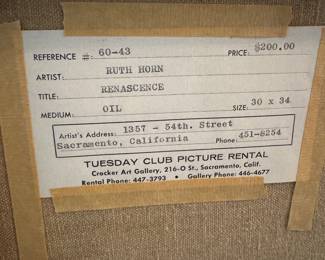 REFERENCE #: 60-43 PRICE: $200.00
ARTIST: RUTH HORN
TITLE: RENASCENCE
MEDIUM: OIL SIZE: 30 x 34
Artist's Address: 1357 - 54th. Street
Sacramento, California Phone: 451-8254
TUESDAY CLUB PICTURE RENTAL
Crocker Art Gallery, 216-O St., Sacramento, Calif.
Rental Phone: 447-3793 • Gallery Phone: 446-4677